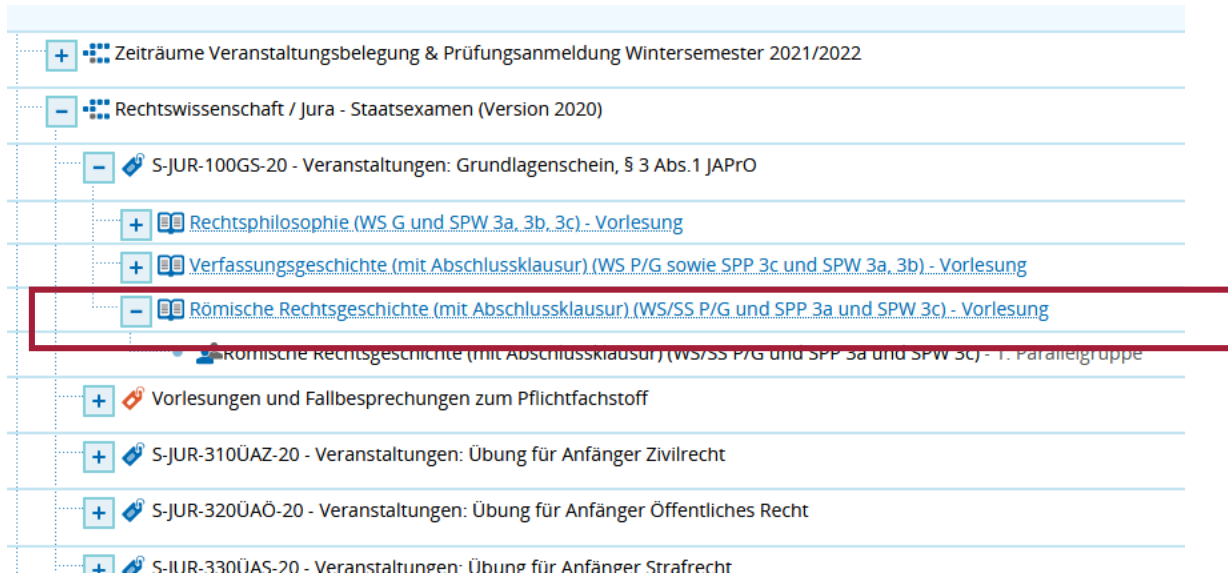 Zeiträume Veranstaltungsbelegung & Prüfungsanmeldung Wintersemester 2021/2022
Rechtswissenschaft / Jura - Staatsexamen (Version 2020)
S-JUR-100GS-20 - Veranstaltungen: Grundlagenschein, § 3 Abs.1 JAPrO
Rechtsphilosophie (WS G und SPW 3a, 3b, 3c) - Vorlesung
Verfassungsgeschichte (mit Abschlussklausur) (WS P/G sowie SPP 3c und SPW 3a, 3b) - Vorlesung
Römische Rechtsgeschichte (mit Abschlussklausur) (WS/SS P/G und SPP 3a und SPW 3c) - Vorlesung
Römische Rechtsgeschichte (mit Abschlussklausur) (WS/SS P/G und SPP 3a und SPW 3c) - 1. Parallelgruppe
Vorlesungen und Fallbesprechungen zum Pflichtfachstoff
S-JUR-310ÜAZ-20 - Veranstaltungen: Übung für Anfänger Zivilrecht
S-JUR-320ÜAÖ-20 - Veranstaltungen: Übung für Anfänger Öffentliches Recht
S-JUR-330ÜAS-20 - Veranstaltungen: Übung für Anfänger Strafrecht